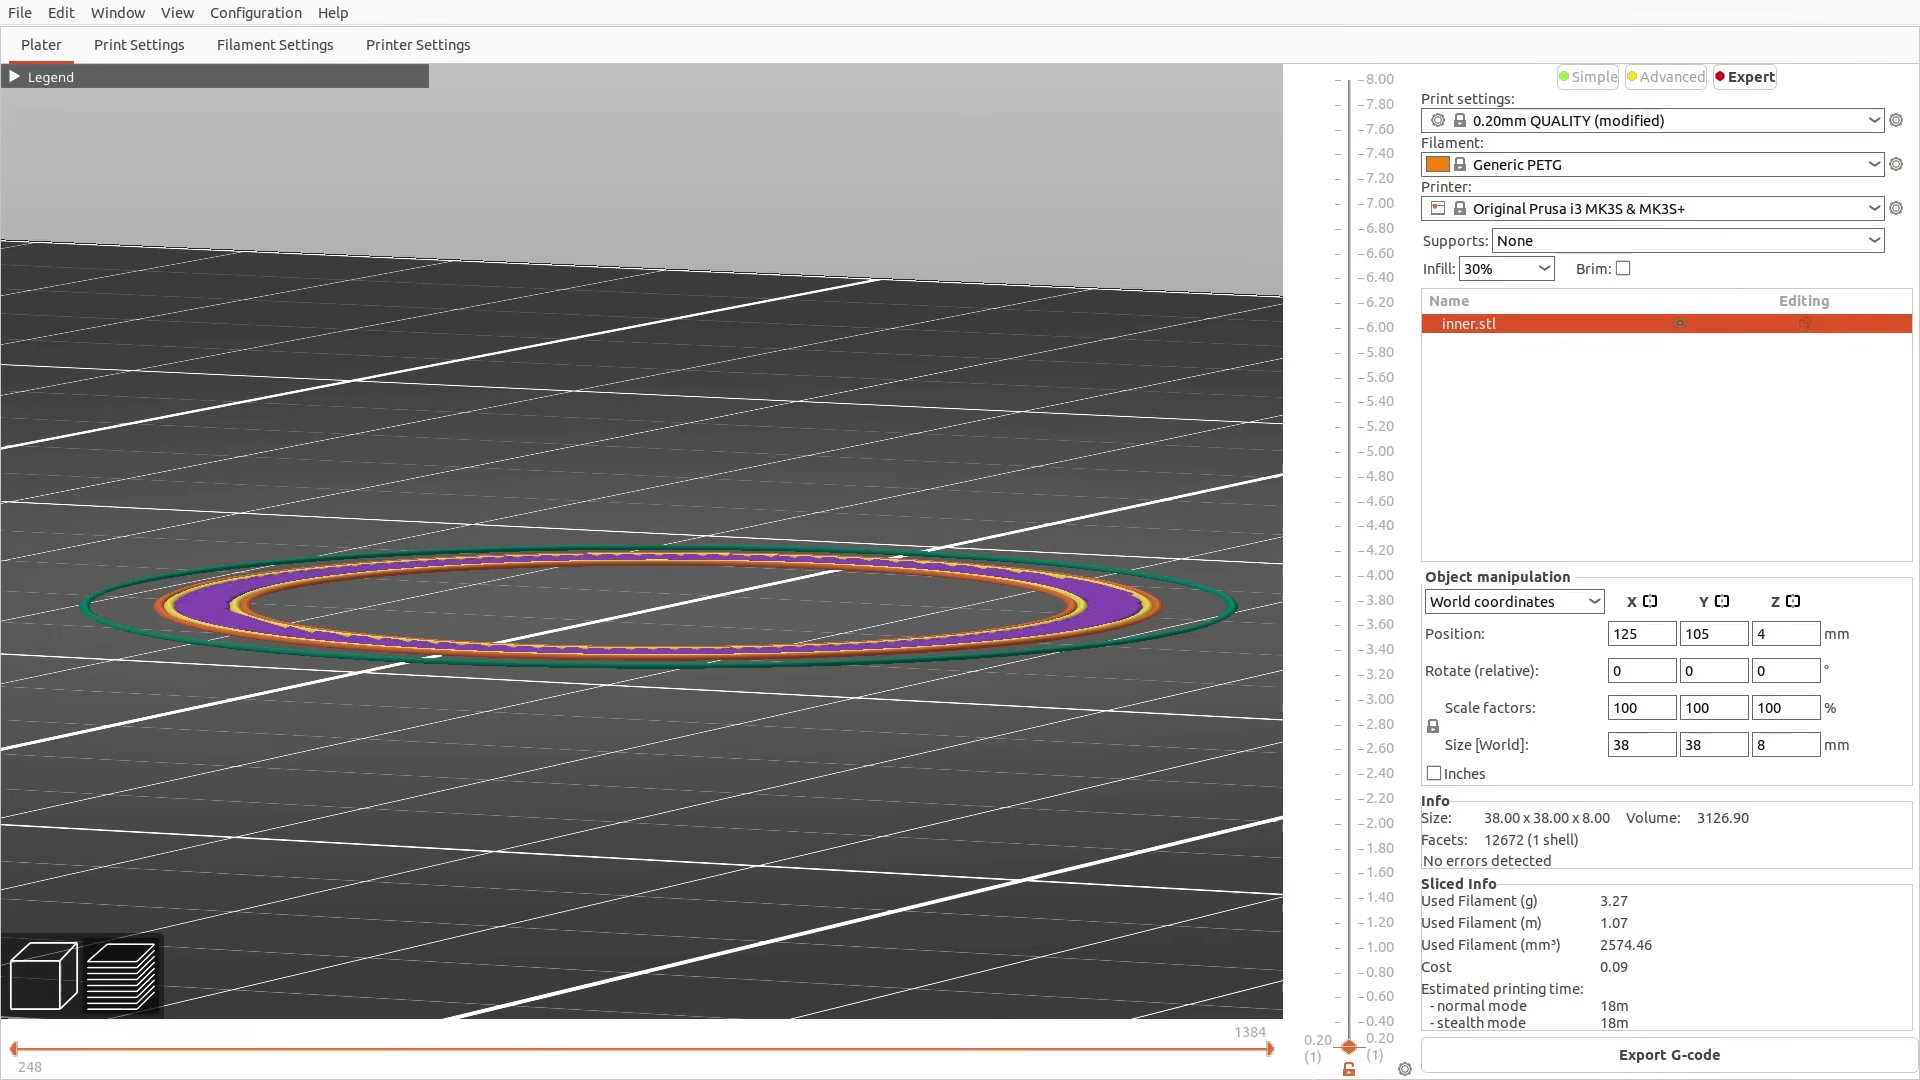 File Edit Window View Configuration Help
Plater Print Settings Filament Settings Printer Settings
Legend
8.00
7.80
7.60
7.40
7.20
7.00
6.80
6.60
6.40
6.20
6.00
5.80
5.60
5.40
5.20
5.00
4.80
4.60
4.40
4.20
4.00
3.80
3.60
3.40
3.20
3.00
2.80
2.60
2.40
2.20
2.00
1.80
1.60
1.40
1.20
1.00
0.80
0.60
0.40
0.20 0.20
(1) (1)
1384
248
Simple Advanced Expert
Print settings:
0.20mm QUALITY (modified)
Filament:
Generic PETG
Printer:
Original Prusa i3 MK3S & MK3S+
Supports: None
Infill: 30% Brim:
Name Editing
inner.stl
Object manipulation
World coordinates X Y Z
Position: 125 105 4 mm
Rotate (relative): 0 0 0 °
Scale factors: 100 100 100 %
Size [World]: 38 38 8 mm
Inches
Info
Size: 38.00 x 38.00 x 8.00 Volume: 3126.90
Facets: 12672 (1 shell)
No errors detected
Sliced Info
Used Filament (g) 3.27
Used Filament (m) 1.07
Used Filament (mm³) 2574.46
Cost 0.09
Estimated printing time:
- normal mode 18m
- stealth mode 18m
Export G-code